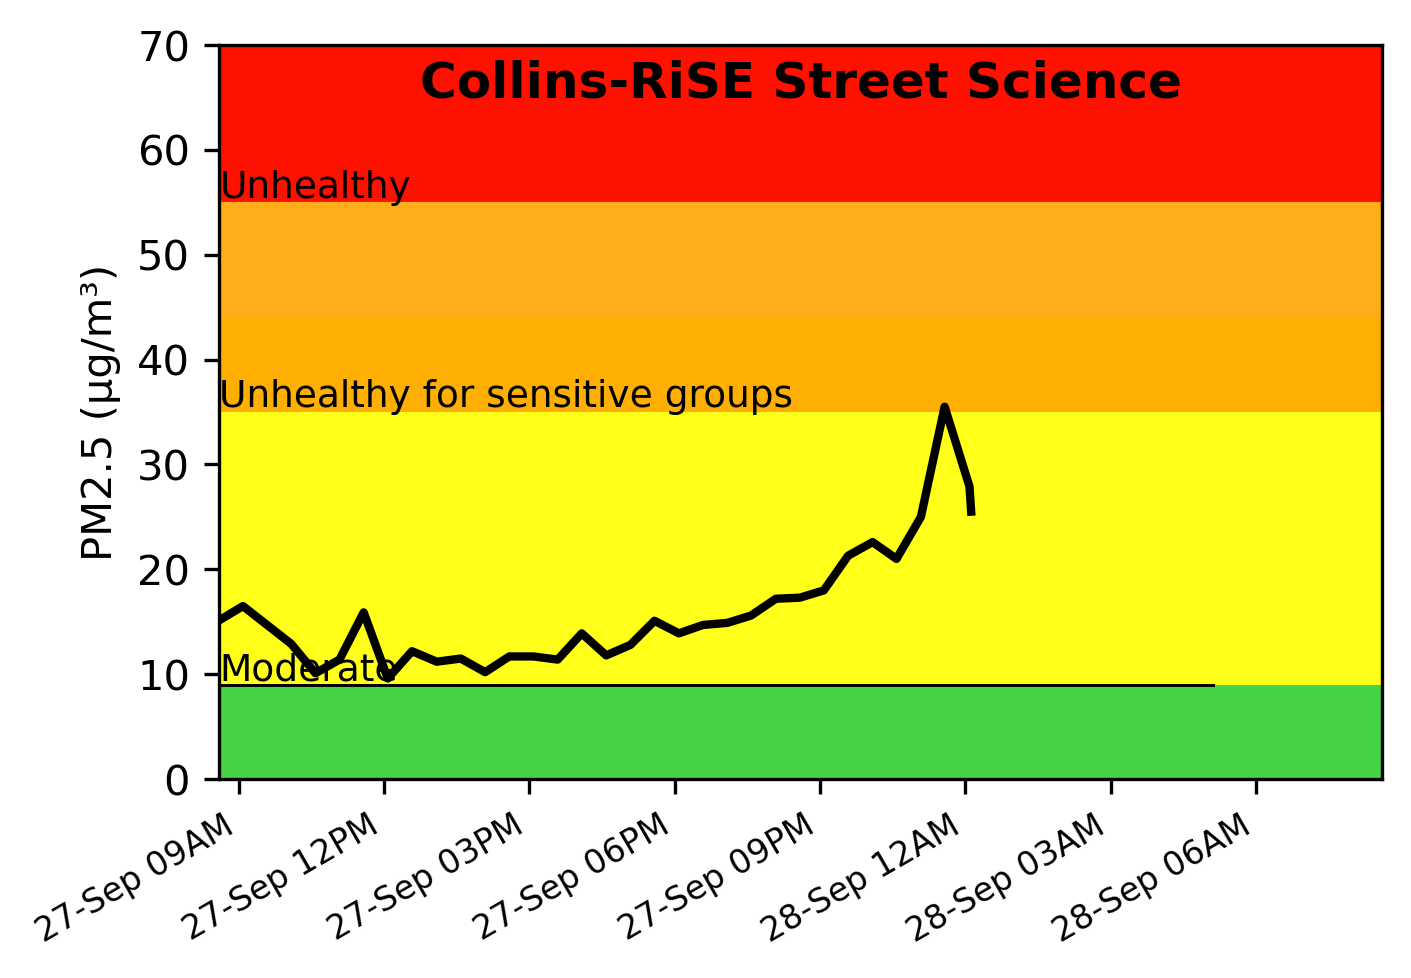 Collins-RiSE Street Science
70
60
50
40
30
20
10
0
PM2.5 (μg/m³)
Unhealthy
Unhealthy for sensitive groups
Moderate
27-Sep 09AM
27-Sep 12PM
27-Sep 03PM
27-Sep 06PM
27-Sep 09PM
28-Sep 12AM
28-Sep 03AM
28-Sep 06AM